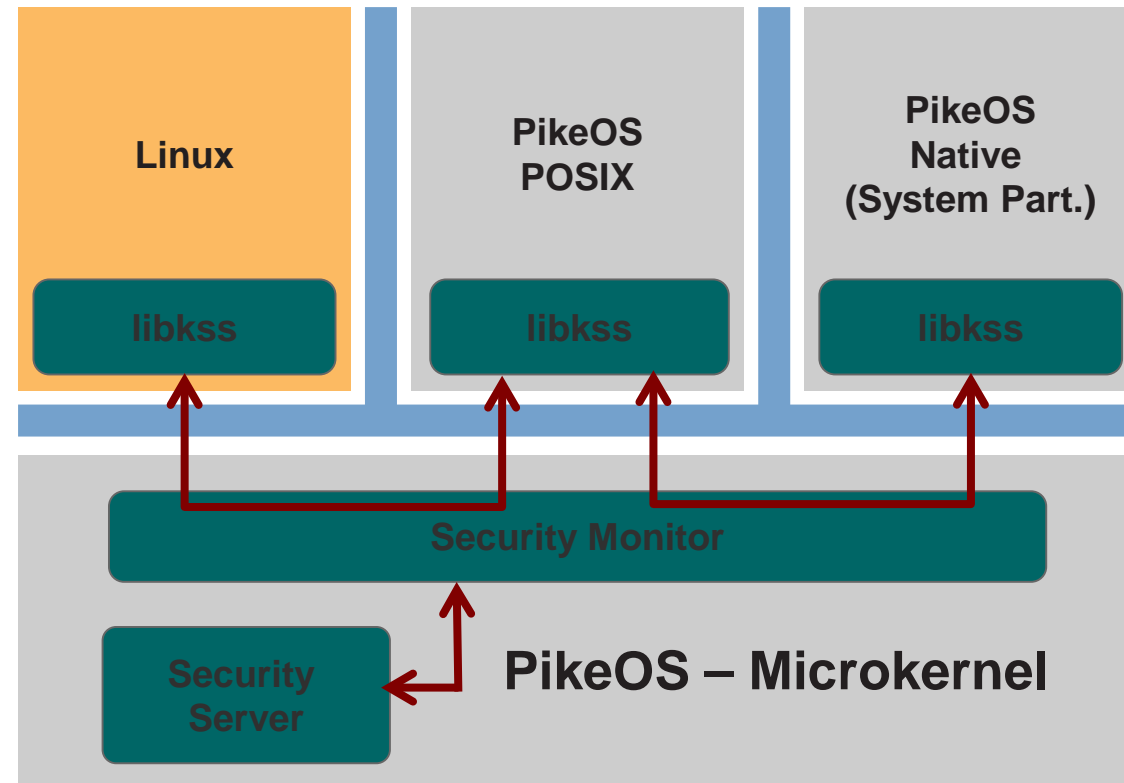 Linux
PikeOS
POSIX
PikeOS
Native
(System Part.)
libkss
libkss
libkss
Security Monitor
Security
Server
PikeOS – Microkernel